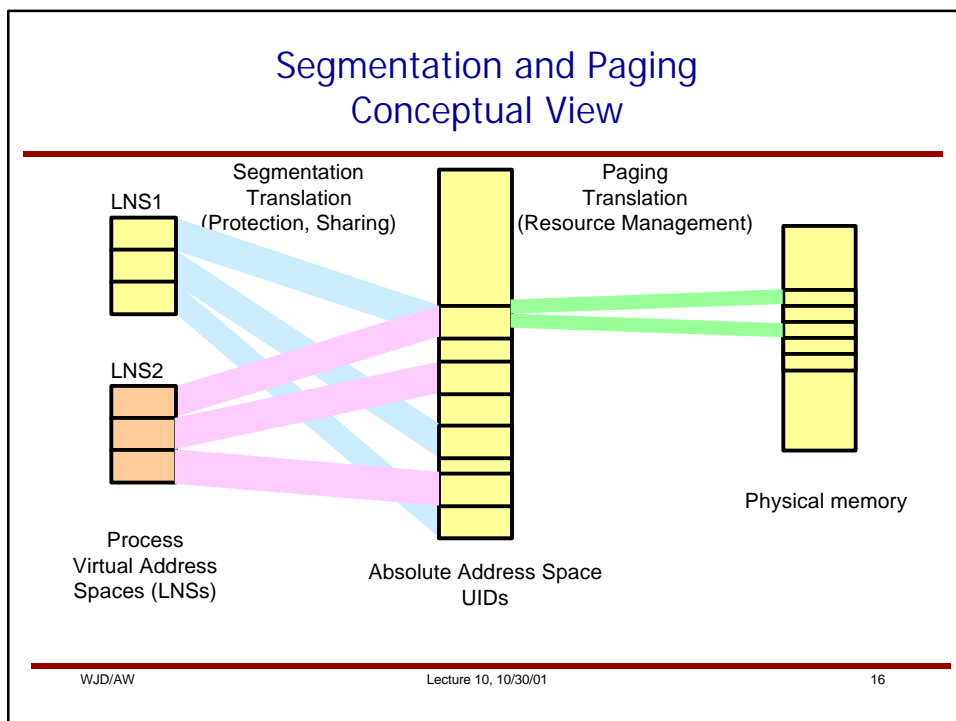 Segmentation and Paging
Conceptual View
Segmentation
Translation
(Protection, Sharing)
Paging
Translation
(Resource Management)
LNS1
LNS2
Process
Virtual Address
Spaces (LNSs)
Absolute Address Space
UIDs
Physical memory
WJD/AW
Lecture 10, 10/30/01
16